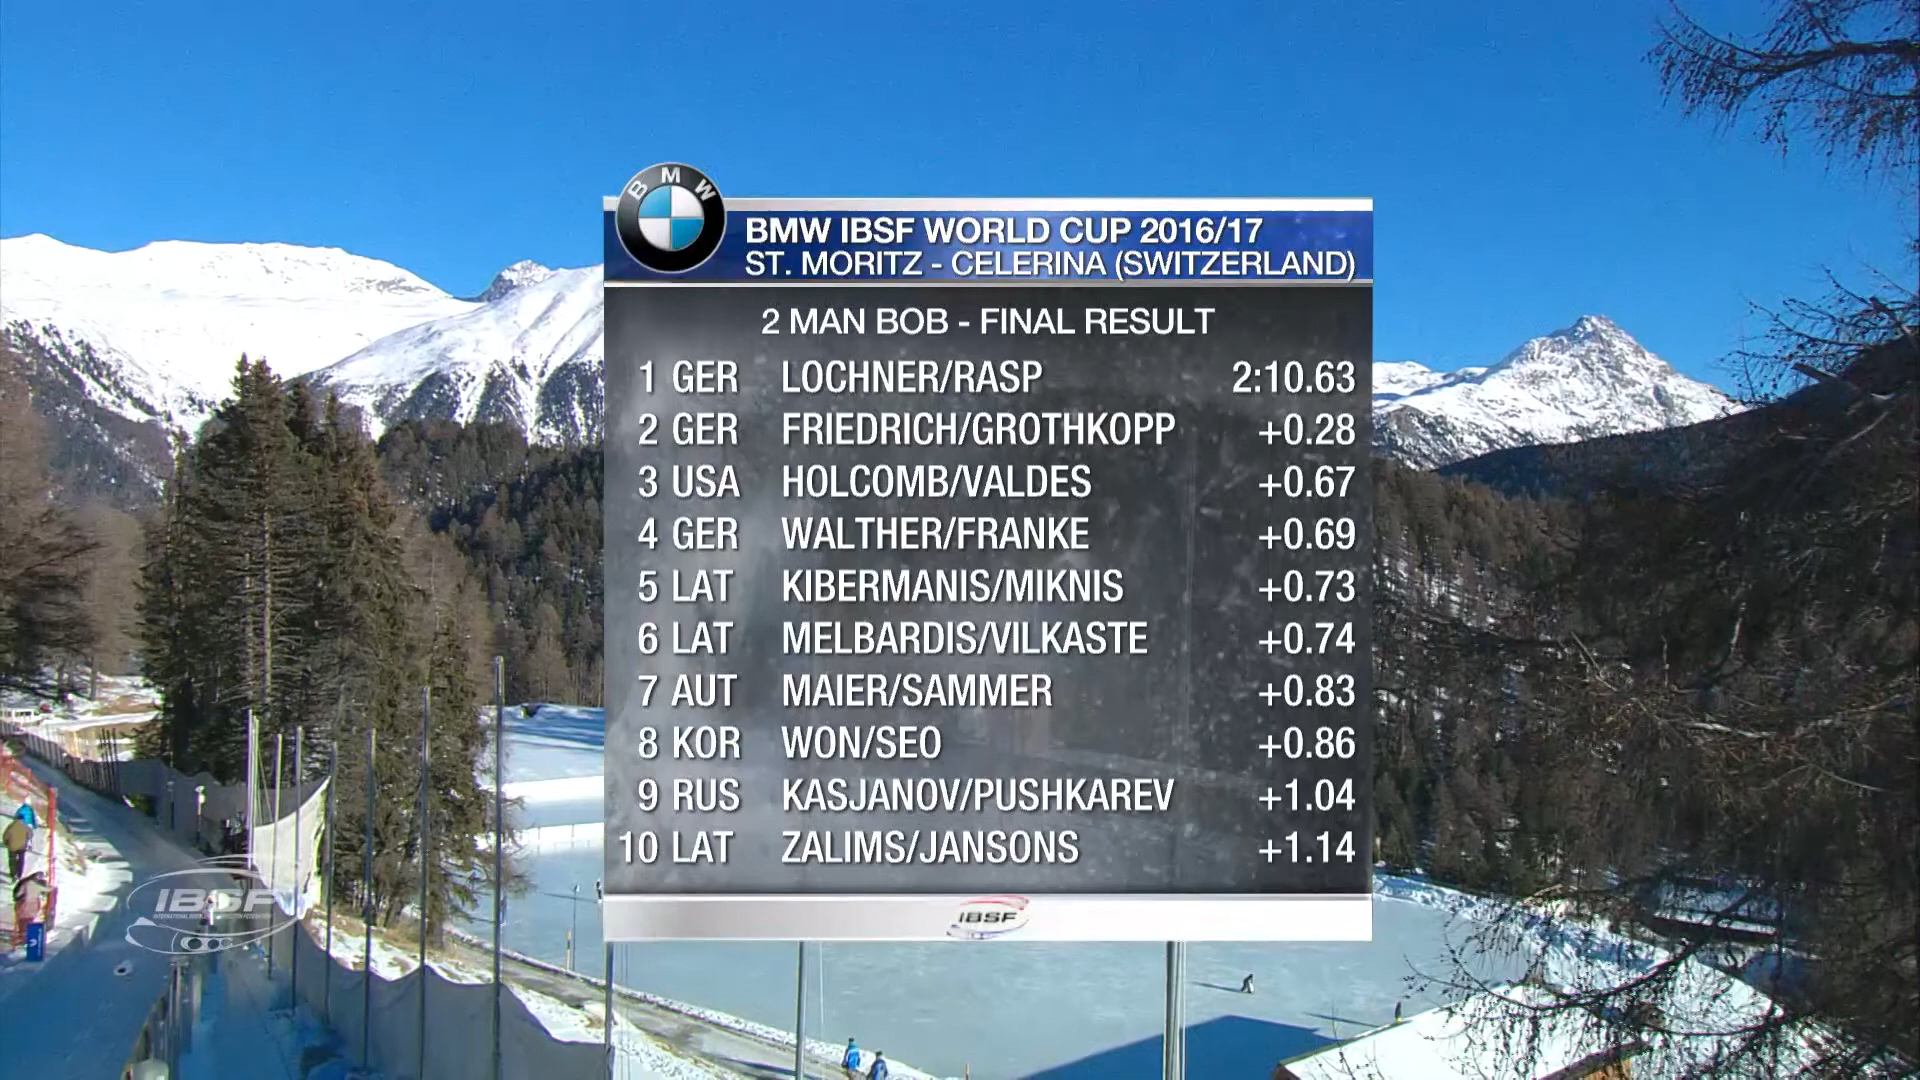 BMW
BMW IBSF WORLD CUP 2016/17
ST. MORITZ - CELERINA (SWITZERLAND)
2 MAN BOB - FINAL RESULT
1 GER LOCHNER/RASP 2:10.63
2 GER FRIEDRICH/GROTHKOPP +0.28
3 USA HOLCOMB/VALDES +0.67
4 GER WALTHER/FRANKE +0.69
5 LAT KIBERMANIS/MIKNIS +0.73
6 LAT MELBARDIS/VILKASTE +0.74
7 AUT MAIER/SAMMER +0.83
8 KOR WON/SEO +0.86
9 RUS KASJANOV/PUSHKAREV +1.04
10 LAT ZALIMS/JANSONS +1.14
IBSF
IBSF